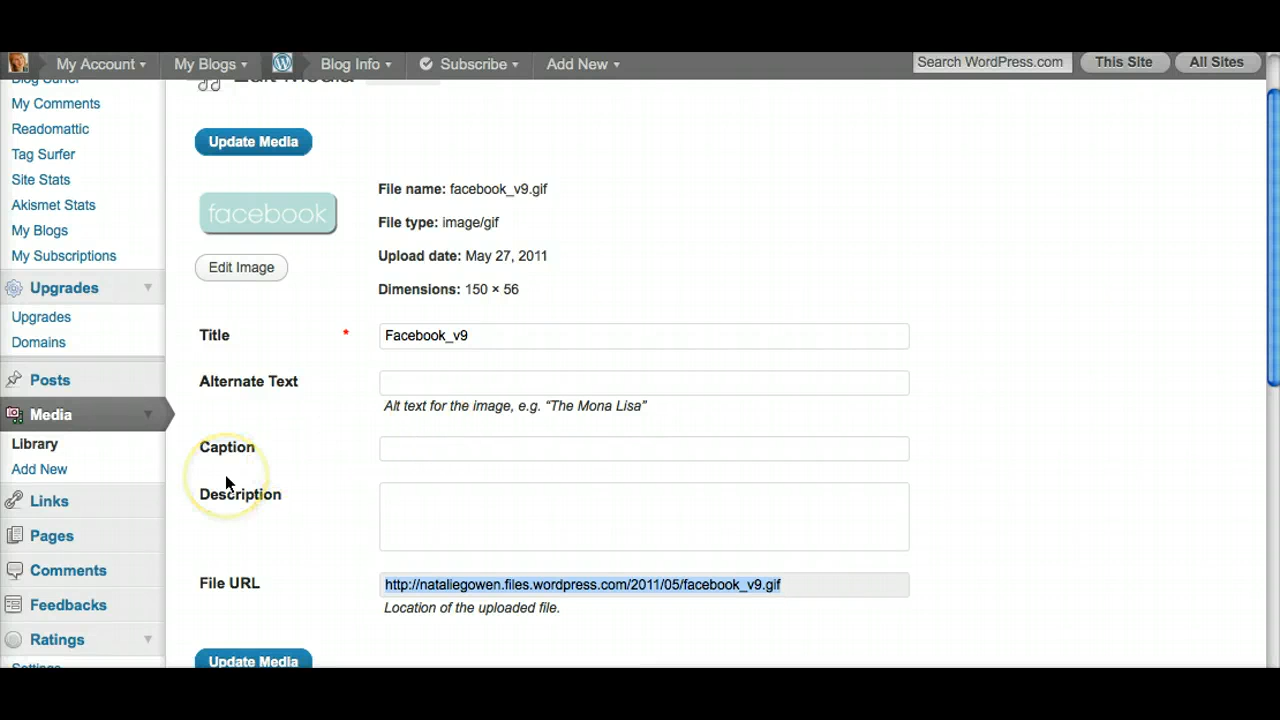 My Account
My Blogs
Blog Info
Subscribe
Add New
Search WordPress.com
This Site
All Sites
Blog Surfer
My Comments
Readomattic
Tag Surfer
Site Stats
Akismet Stats
My Blogs
My Subscriptions
Upgrades
Upgrades
Domains
Posts
Media
Library
Add New
Links
Pages
Comments
Feedbacks
Ratings
Settings
Edit Media
Update Media
facebook
Edit Image
File name: facebook_v9.gif
File type: image/gif
Upload date: May 27, 2011
Dimensions: 150 × 56
Title * Facebook_v9
Alternate Text
Alt text for the image, e.g. “The Mona Lisa”
Caption
Description
File URL http://nataliegowen.files.wordpress.com/2011/05/facebook_v9.gif
Location of the uploaded file.
Update Media